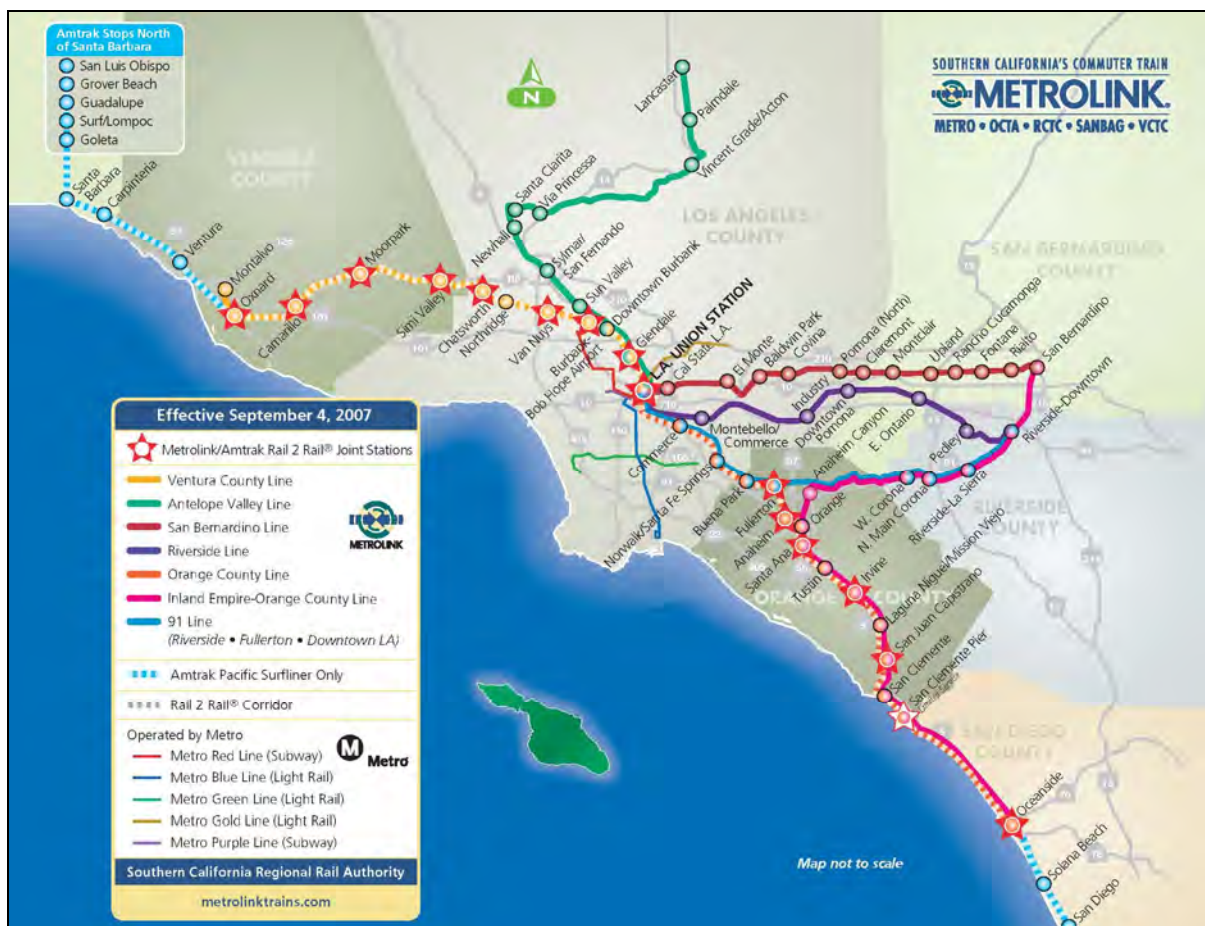 Amtrak Stops North
of Santa Barbara
San Luis Obispo
Grover Beach
Guadalupe
Surf/Lompoc
Goleta
N
SOUTHERN CALIFORNIA'S COMMUTER TRAIN
METROLINK®
METRO • OCTA • RCTC • SANBAG • VCTC
VENTURA
COUNTY
LOS ANGELES
COUNTY
SAN BERNARDINO
COUNTY
Lancaster
Palmdale
Vincent Grade/Acton
Santa Clarita
Via Princessa
Newhall
Sylmar/
San Fernando
Sun Valley
Downtown Burbank
Glendale
L.A. UNION STATION
Santa
Barbara
Carpinteria
Ventura
Montalvo
Oxnard
Camarillo
Moorpark
Simi Valley
Chatsworth
Northridge
Van Nuys
Burbank-
Bob Hope Airport
Cal State L.A.
El Monte
Baldwin Park
Covina
Pomona (North)
Claremont
Montclair
Upland
Rancho Cucamonga
Fontana
Rialto
San Bernardino
Montebello/
Commerce
Industry
Downtown
Pomona
E. Ontario
Pedley
Riverside-Downtown
Commerce
Norwalk/Santa Fe Springs
Buena Park
Fullerton
Anaheim Canyon
W. Corona
N. Main Corona
Riverside-La Sierra
RIVERSIDE
COUNTY
Anaheim
Orange
Santa Ana
Tustin
Irvine
ORANGE COUNTY
Laguna Niguel/Mission Viejo
San Juan Capistrano
San Clemente
San Clemente Pier
SAN DIEGO
COUNTY
Oceanside
Solana Beach
San Diego
Map not to scale
Effective September 4, 2007
Metrolink/Amtrak Rail 2 Rail® Joint Stations
Ventura County Line
Antelope Valley Line
San Bernardino Line
METROLINK
Riverside Line
Orange County Line
Inland Empire-Orange County Line
91 Line
(Riverside • Fullerton • Downtown LA)
Amtrak Pacific Surfliner Only
Rail 2 Rail® Corridor
Operated by Metro
M Metro
Metro Red Line (Subway)
Metro Blue Line (Light Rail)
Metro Green Line (Light Rail)
Metro Gold Line (Light Rail)
Metro Purple Line (Subway)
Southern California Regional Rail Authority
metrolinktrains.com